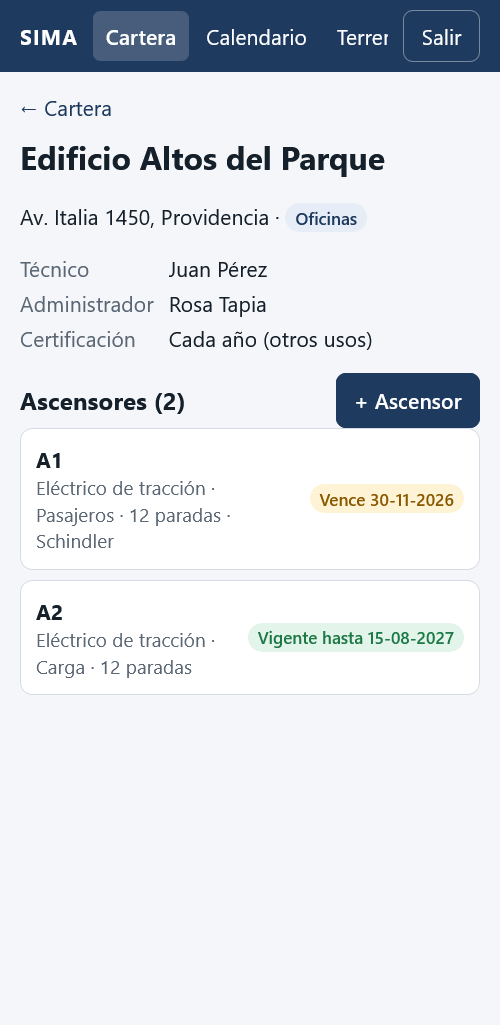 SIMA Cartera Calendario Terrer Salir
← Cartera
Edificio Altos del Parque
Av. Italia 1450, Providencia · Oficinas
Técnico Juan Pérez
Administrador Rosa Tapia
Certificación Cada año (otros usos)
Ascensores (2) + Ascensor
A1
Eléctrico de tracción ·
Pasajeros · 12 paradas ·
Schindler
Vence 30-11-2026
A2
Eléctrico de tracción ·
Carga · 12 paradas
Vigente hasta 15-08-2027